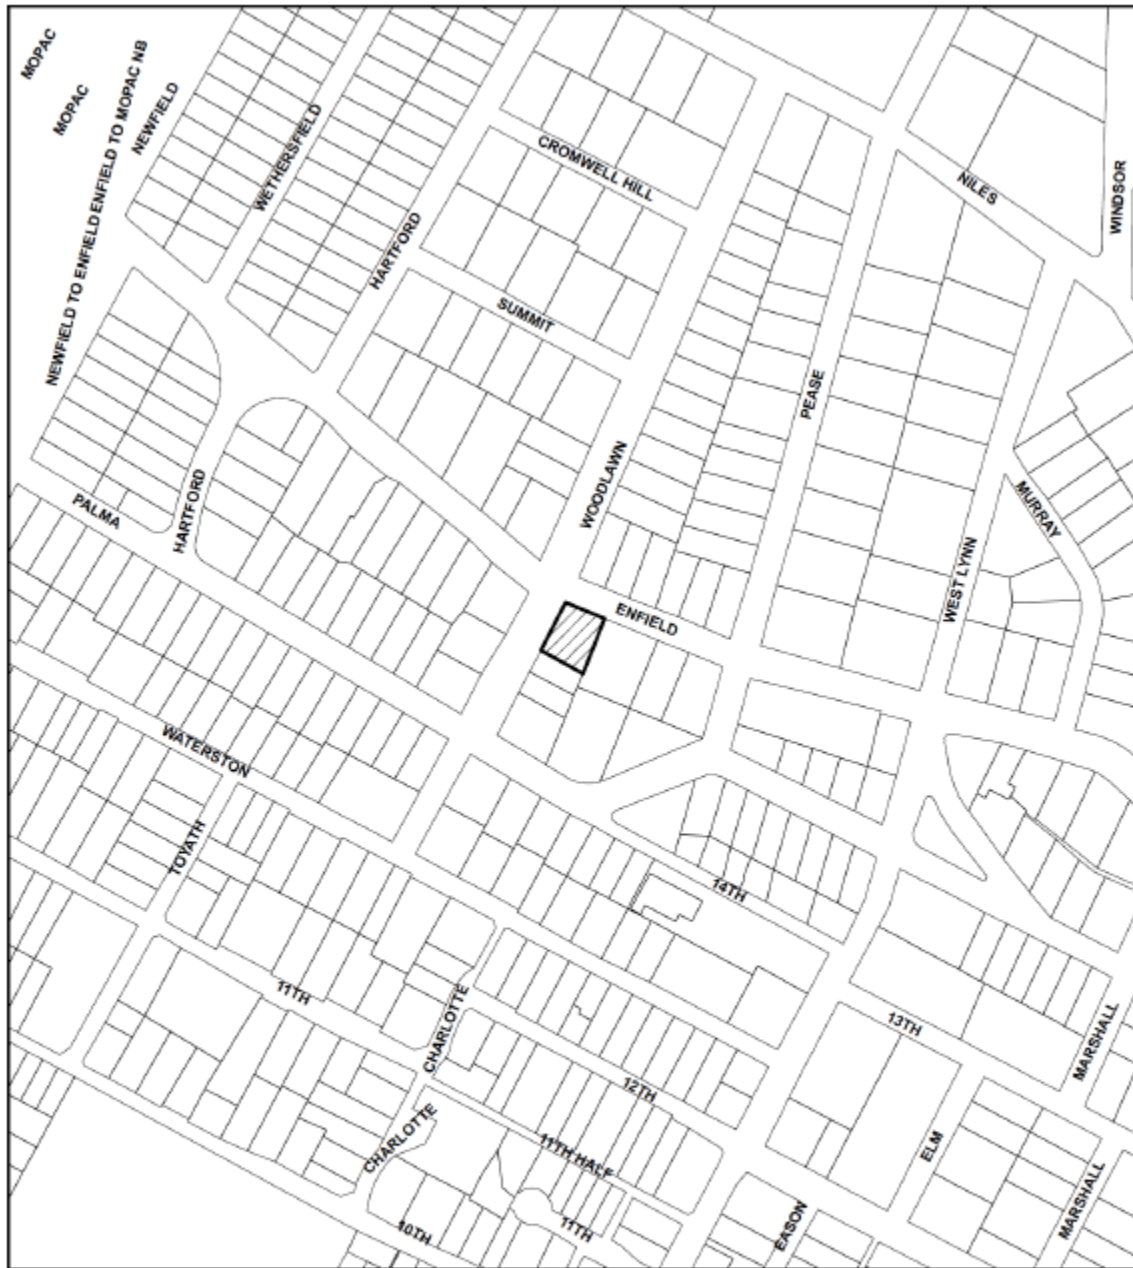 MOPAC
MOPAC
NEWFIELD TO ENFIELD ENFIELD TO MOPAC NB
NEWFIELD
WETHERSFIELD
HARTFORD
CROMWELL HILL
NILES
WINDSOR
SUMMIT
PEASE
WOODLAWN
MURRAY
HARTFORD
PALMA
WEST LYNN
ENFIELD
WATERSTON
TOYATH
14TH
11TH
CHARLOTTE
13TH
MARSHALL
12TH
CHARLOTTE
11TH HALF
ELM
MARSHALL
10TH
11TH
EASON